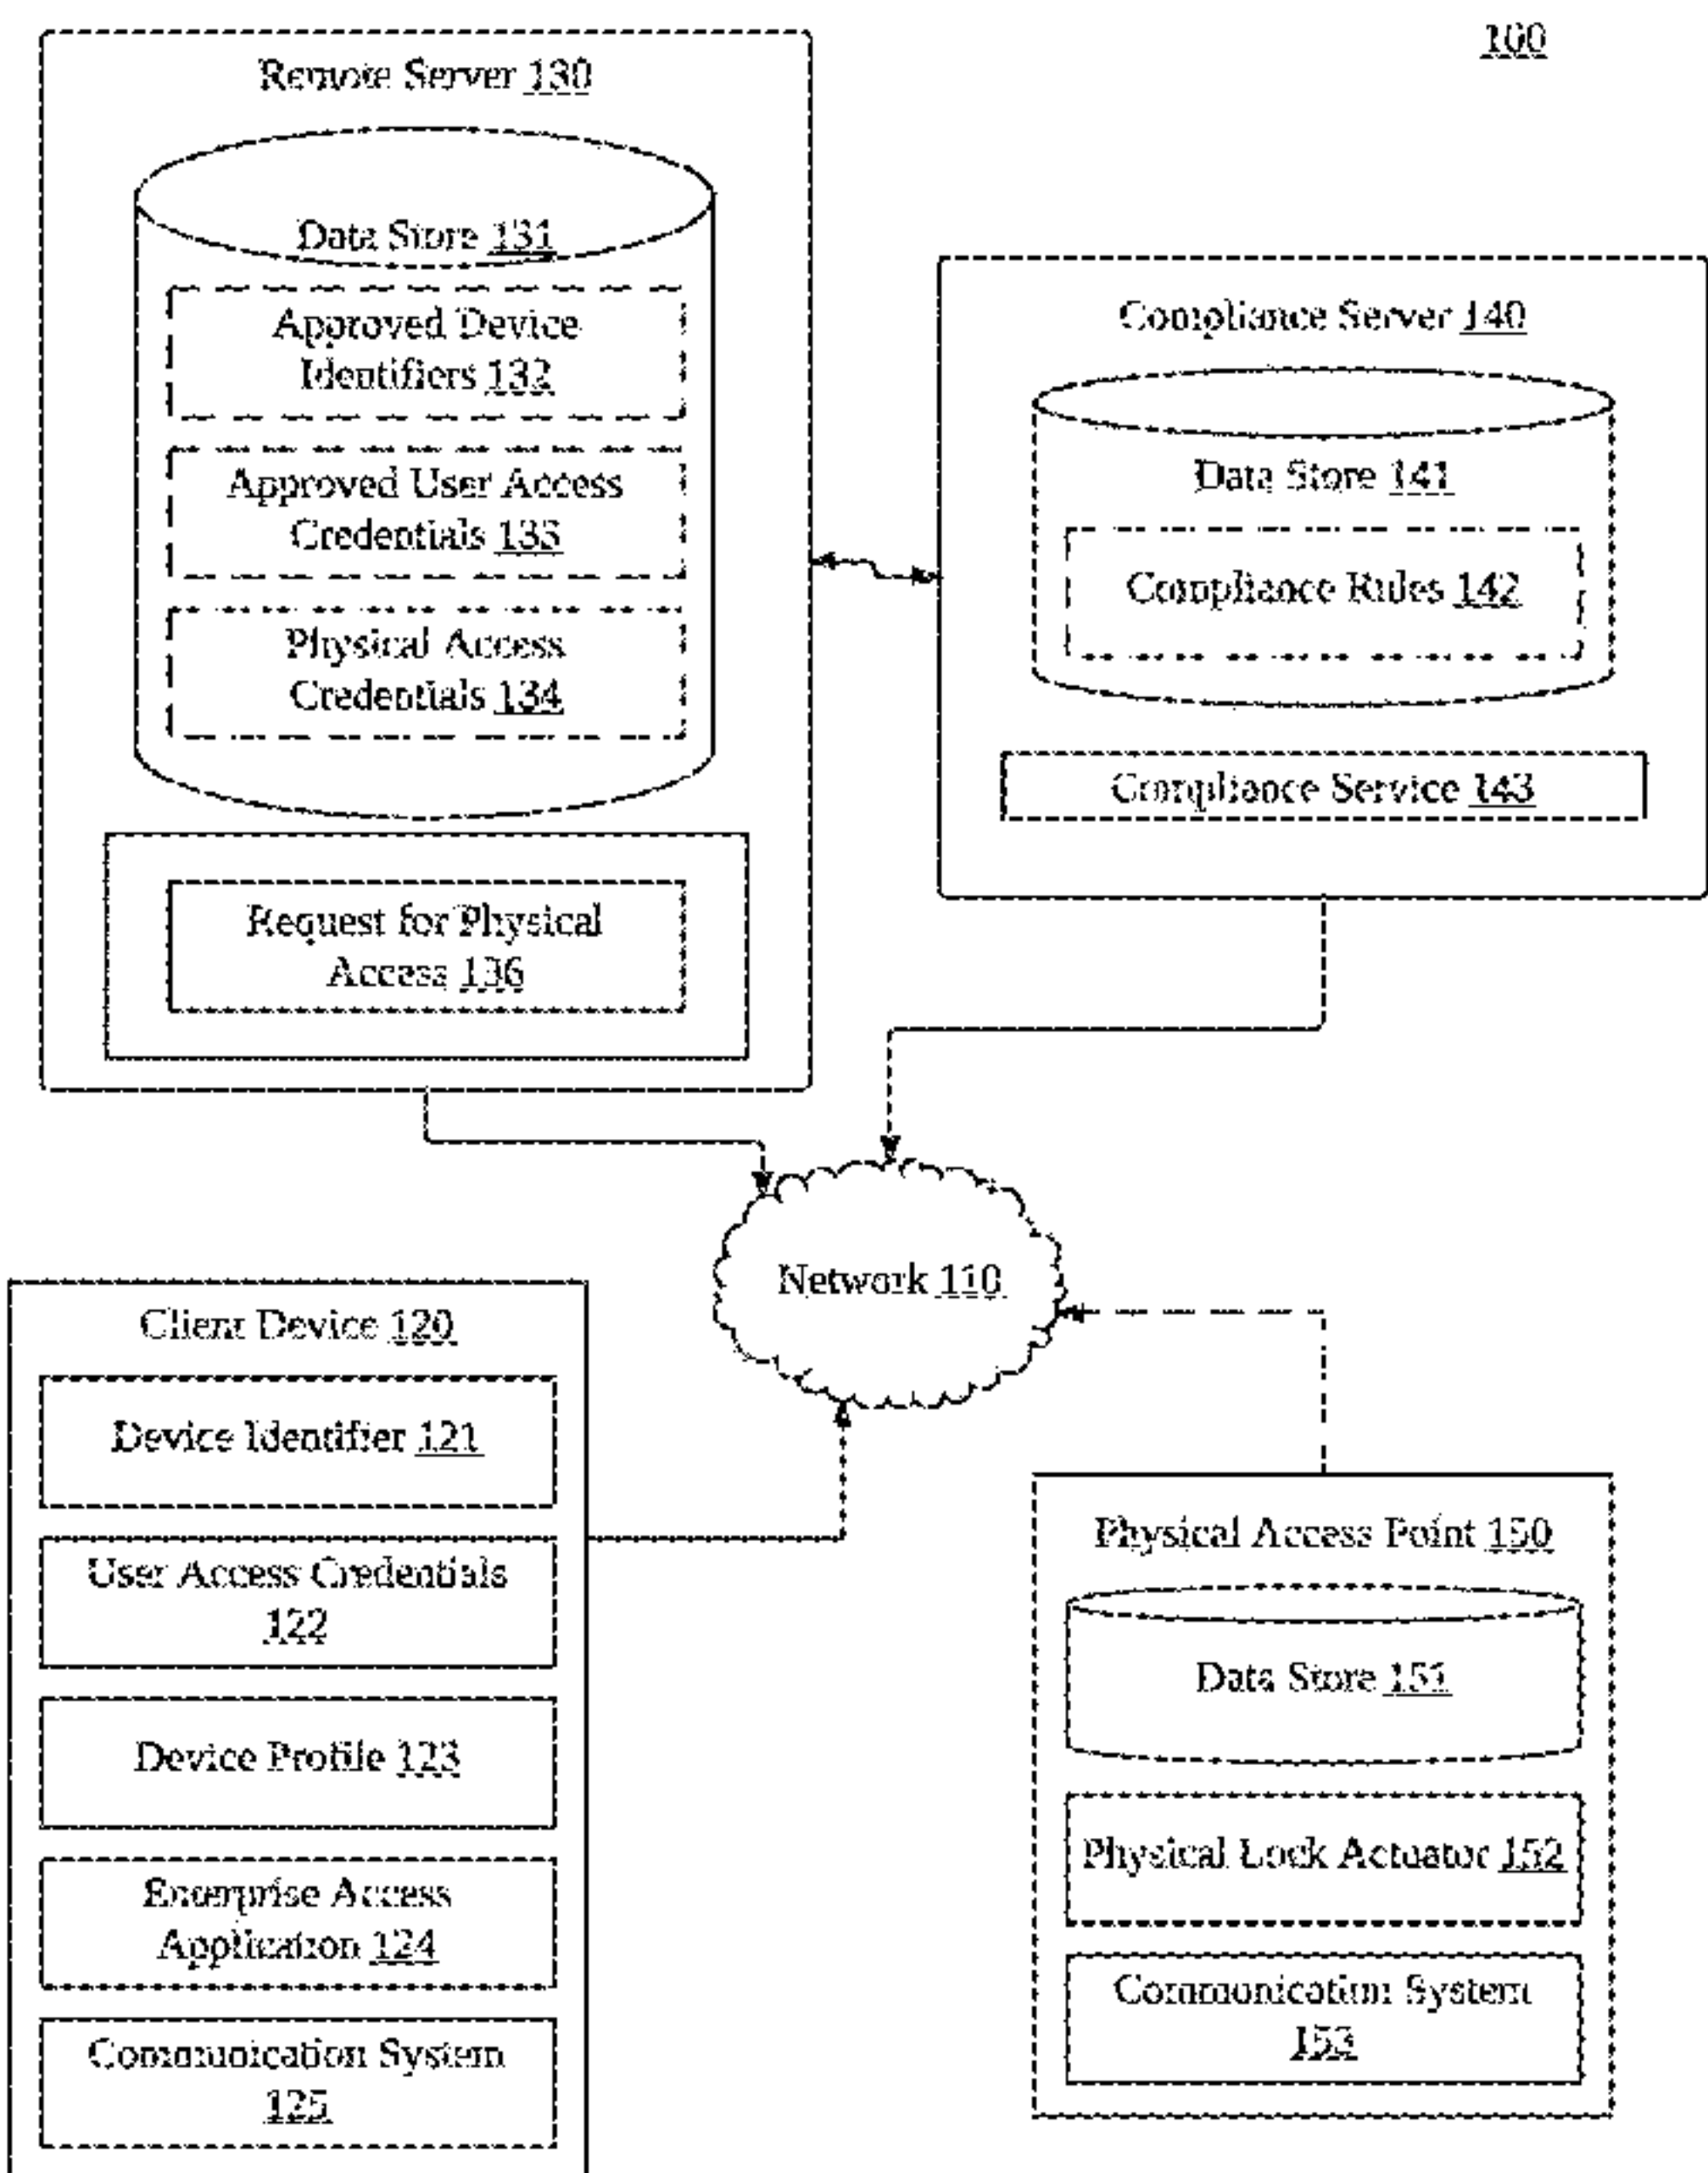 100
Remote Server 130
Data Store 131
Approved Device
Identifiers 132
Approved User Access
Credentials 133
Physical Access
Credentials 134
Request for Physical
Access 136
Compliance Server 140
Data Store 141
Compliance Rules 142
Compliance Service 143
Network 110
Client Device 120
Device Identifier 121
User Access Credentials
122
Device Profile 123
Enterprise Access
Application 124
Communication System
125
Physical Access Point 150
Data Store 151
Physical Lock Actuator 152
Communication System
153